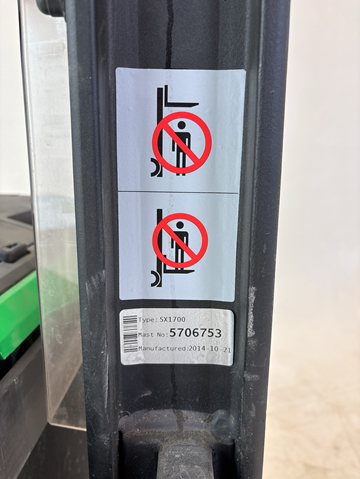 Type: SX1700
Mast No: 5706753
Manufactured: 2014-10-21